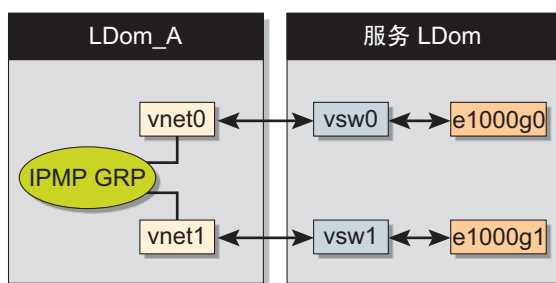 LDom_A
服务 LDom
vnet0
vsw0
e1000g0
IPMP GRP
vnet1
vsw1
e1000g1